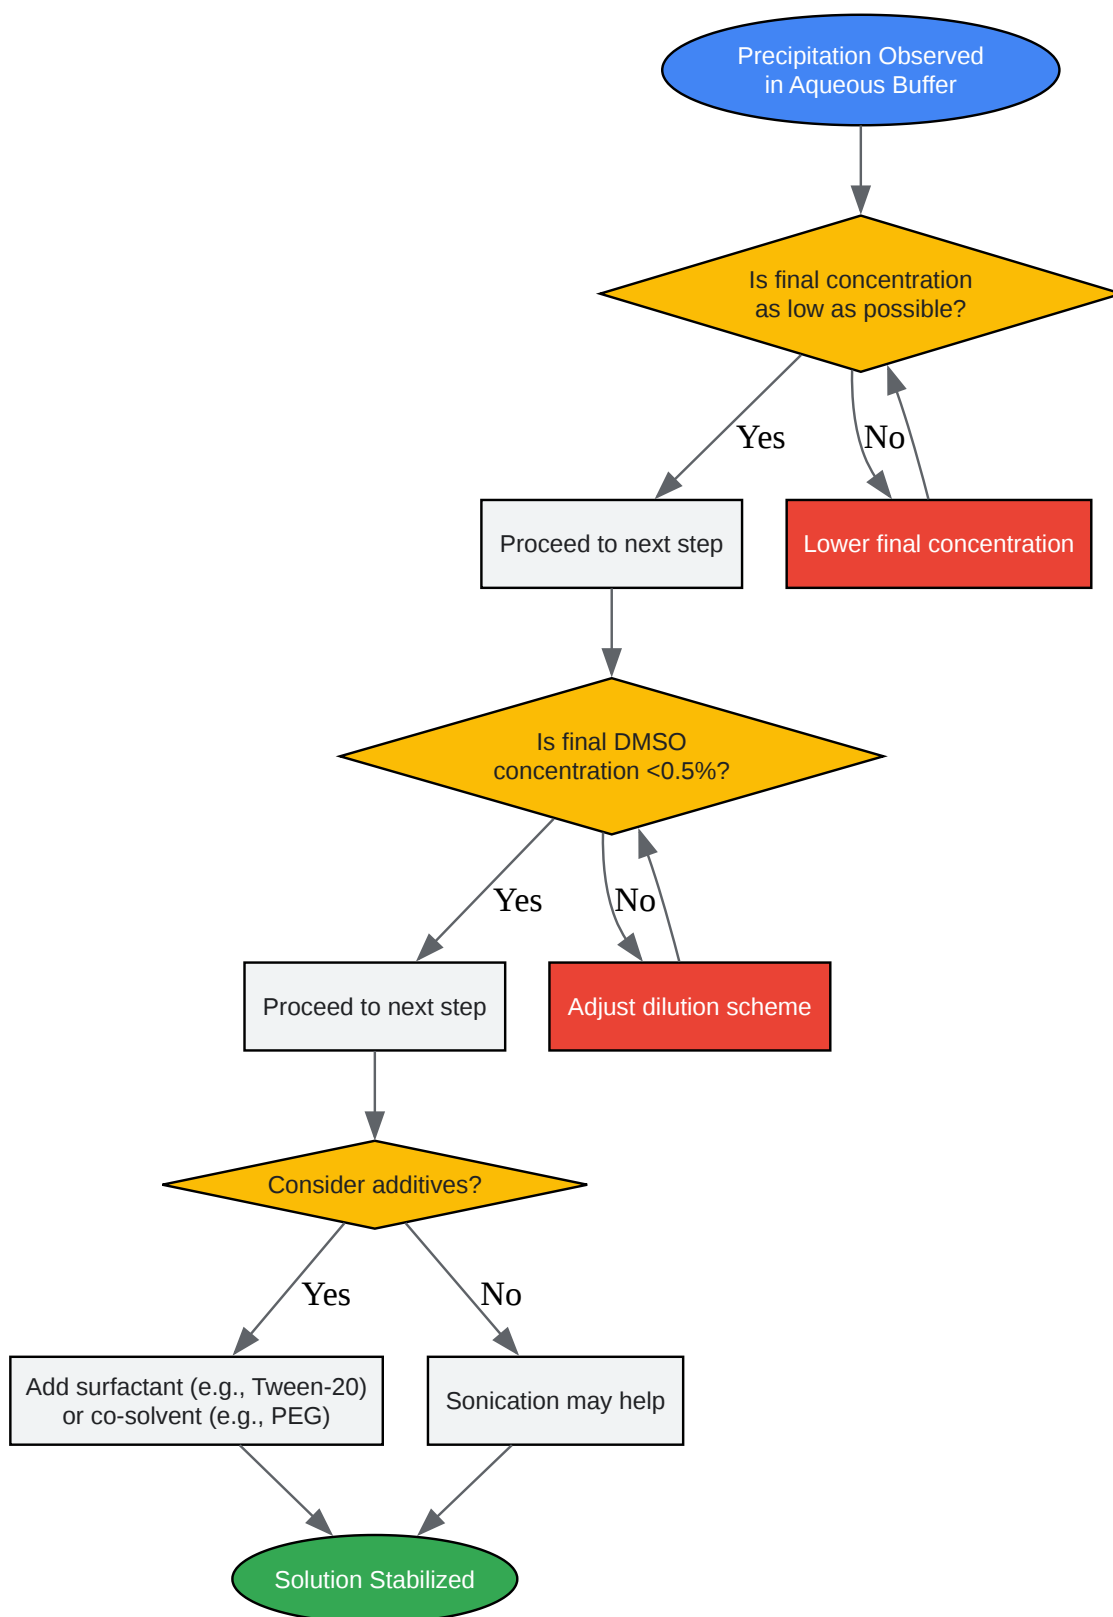 Precipitation Observed
in Aqueous Buffer
Is final concentration
as low as possible?
Yes
No
Proceed to next step
Lower final concentration
Is final DMSO
concentration <0.5%?
Yes
No
Proceed to next step
Adjust dilution scheme
Consider additives?
Yes
No
Add surfactant (e.g., Tween-20)
or co-solvent (e.g., PEG)
Sonication may help
Solution Stabilized